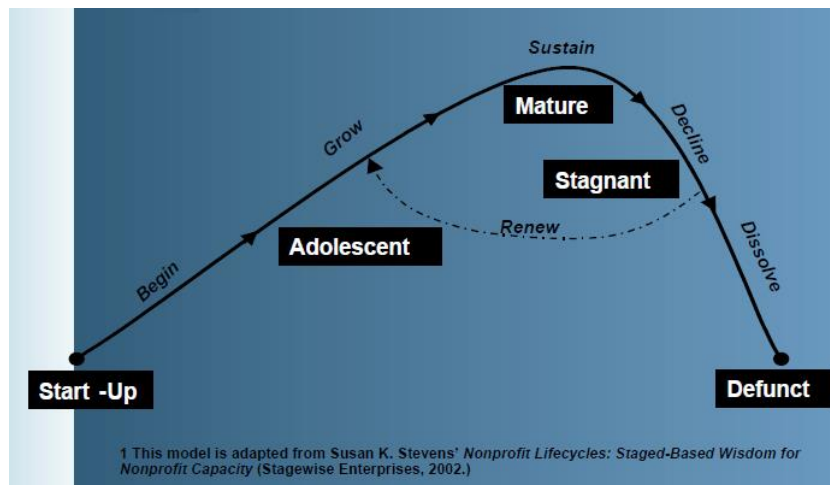 Sustain
Mature
Decline
Grow
Stagnant
Renew
Adolescent
Dissolve
Begin
Start -Up
Defunct
1 This model is adapted from Susan K. Stevens' Nonprofit Lifecycles: Staged-Based Wisdom for
Nonprofit Capacity (Stagewise Enterprises, 2002.)